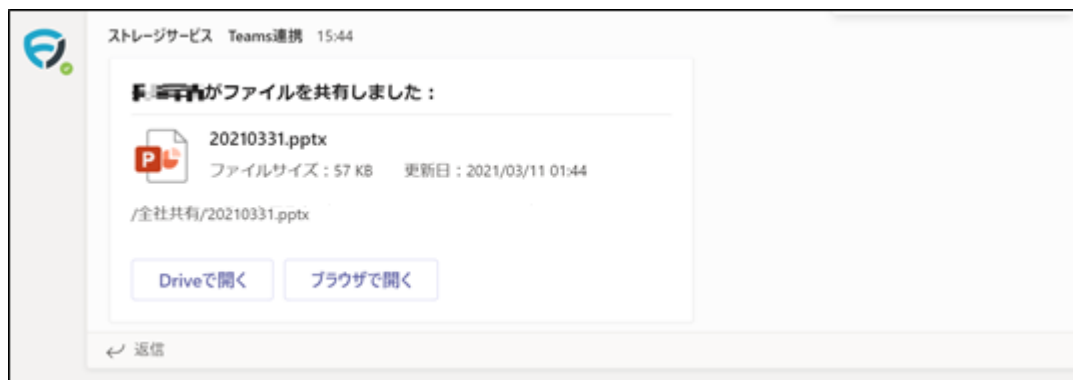 ストレージサービス Teams連携 15:44
がファイルを共有しました：
20210331.pptx
ファイルサイズ：57 KB 更新日：2021/03/11 01:44
/全社共有/20210331.pptx
Driveで開く ブラウザで開く
返信